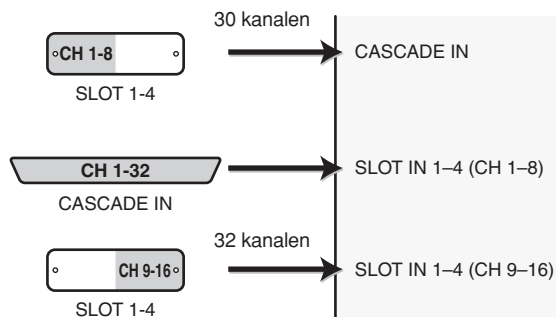 30 kanalen
CH 1-8
CASCADE IN
SLOT 1-4
CH 1-32
SLOT IN 1–4 (CH 1–8)
CASCADE IN
32 kanalen
CH 9-16
SLOT IN 1–4 (CH 9–16)
SLOT 1-4